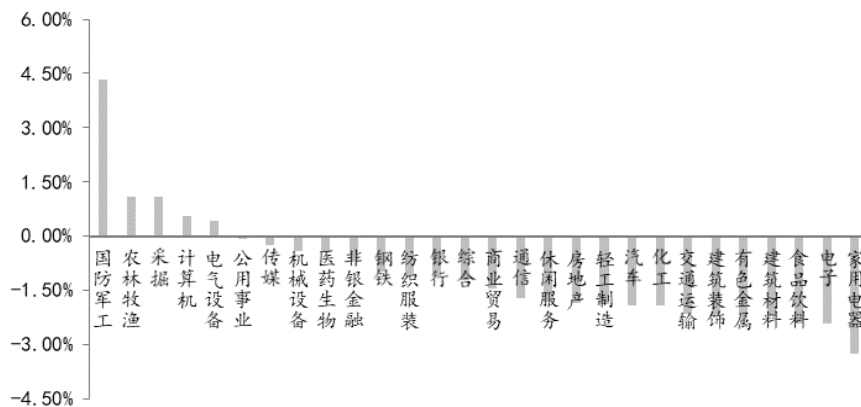 6.00%
4.50%
3.00%
1.50%
0.00%
-1.50%
-3.00%
-4.50%
国防军工
农林牧渔
采掘
计算机
电气设备
公用事业
传媒
机械设备
医药生物
非银金融
钢铁
纺织服装
银行
综合
商业贸易
通信
休闲服务
房地产
轻工制造
汽车
化工
交通运输
建筑装饰
有色金属
建筑材料
食品饮料
电子
家用电器